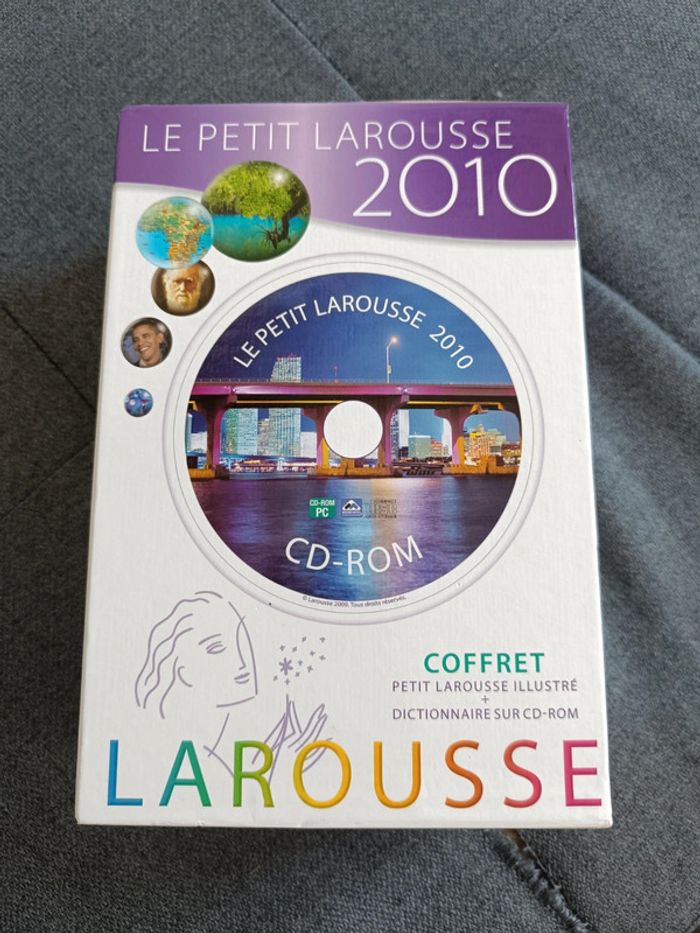 LE PETIT LAROUSSE
2010
LE PETIT LAROUSSE 2010
CD-ROM
PC
CD-ROM
© Larousse 2009. Tous droits réservés.
COFFRET
PETIT LAROUSSE ILLUSTRÉ
+
DICTIONNAIRE SUR CD-ROM
LAROUSSE